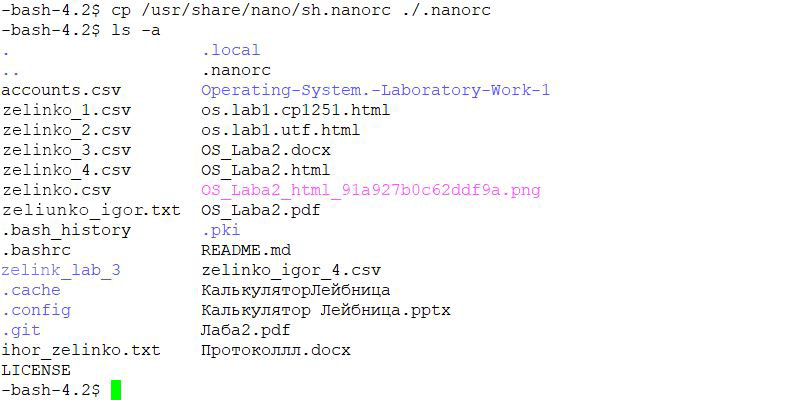 -bash-4.2$ cp /usr/share/nano/sh.nanorc ./.nanorc
-bash-4.2$ ls -a
. .local
.. .nanorc
accounts.csv Operating-System.-Laboratory-Work-1
zelinko_1.csv os.lab1.cp1251.html
zelinko_2.csv os.lab1.utf.html
zelinko_3.csv OS_Laba2.docx
zelinko_4.csv OS_Laba2.html
zelinko.csv OS_Laba2_html_91a927b0c62ddf9a.png
zeliunko_igor.txt OS_Laba2.pdf
.bash_history .pki
.bashrc README.md
zelink_lab_3 zelinko_igor_4.csv
.cache КалькуляторЛейбница
.config Калькулятор Лейбница.pptx
.git Лаба2.pdf
ihor_zelinko.txt Протоколлл.docx
LICENSE
-bash-4.2$